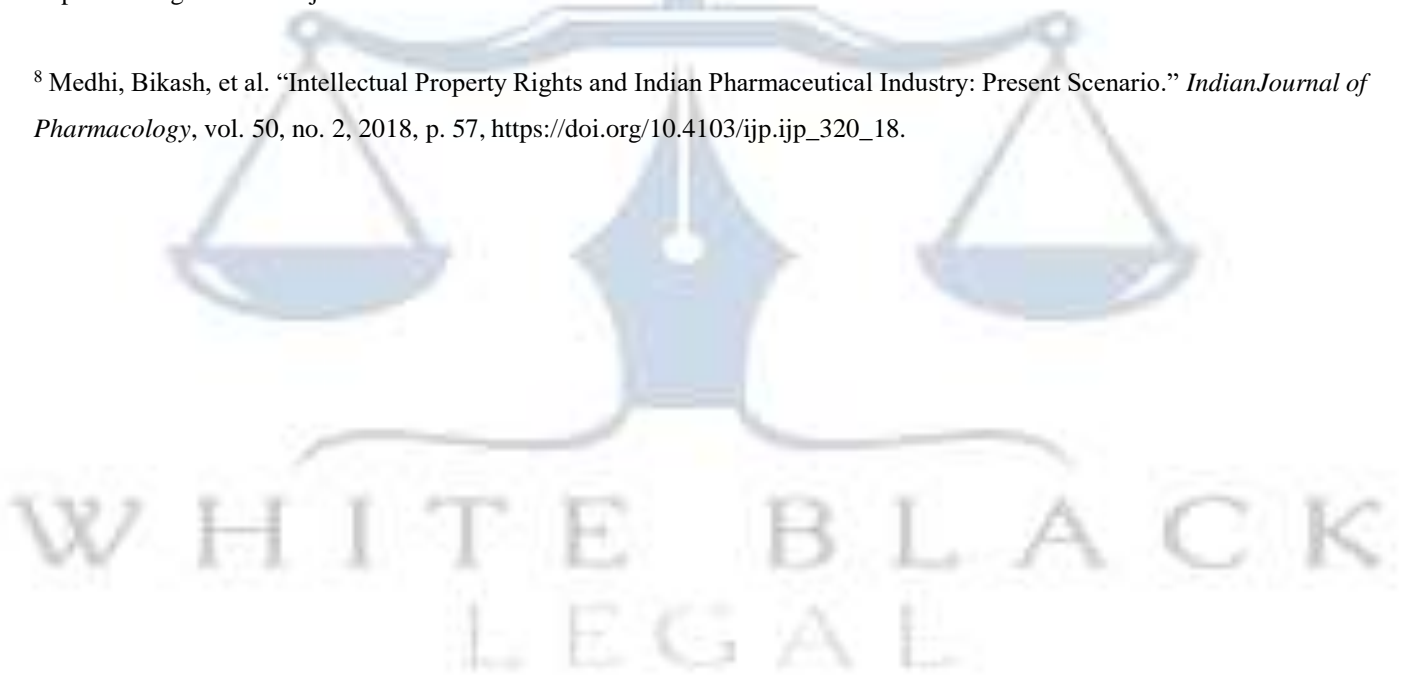 8 Medhi, Bikash, et al. “Intellectual Property Rights and Indian Pharmaceutical Industry: Present Scenario.” IndianJournal of
Pharmacology, vol. 50, no. 2, 2018, p. 57, https://doi.org/10.4103/ijp.ijp_320_18.
WHITE BLACK
LEGAL